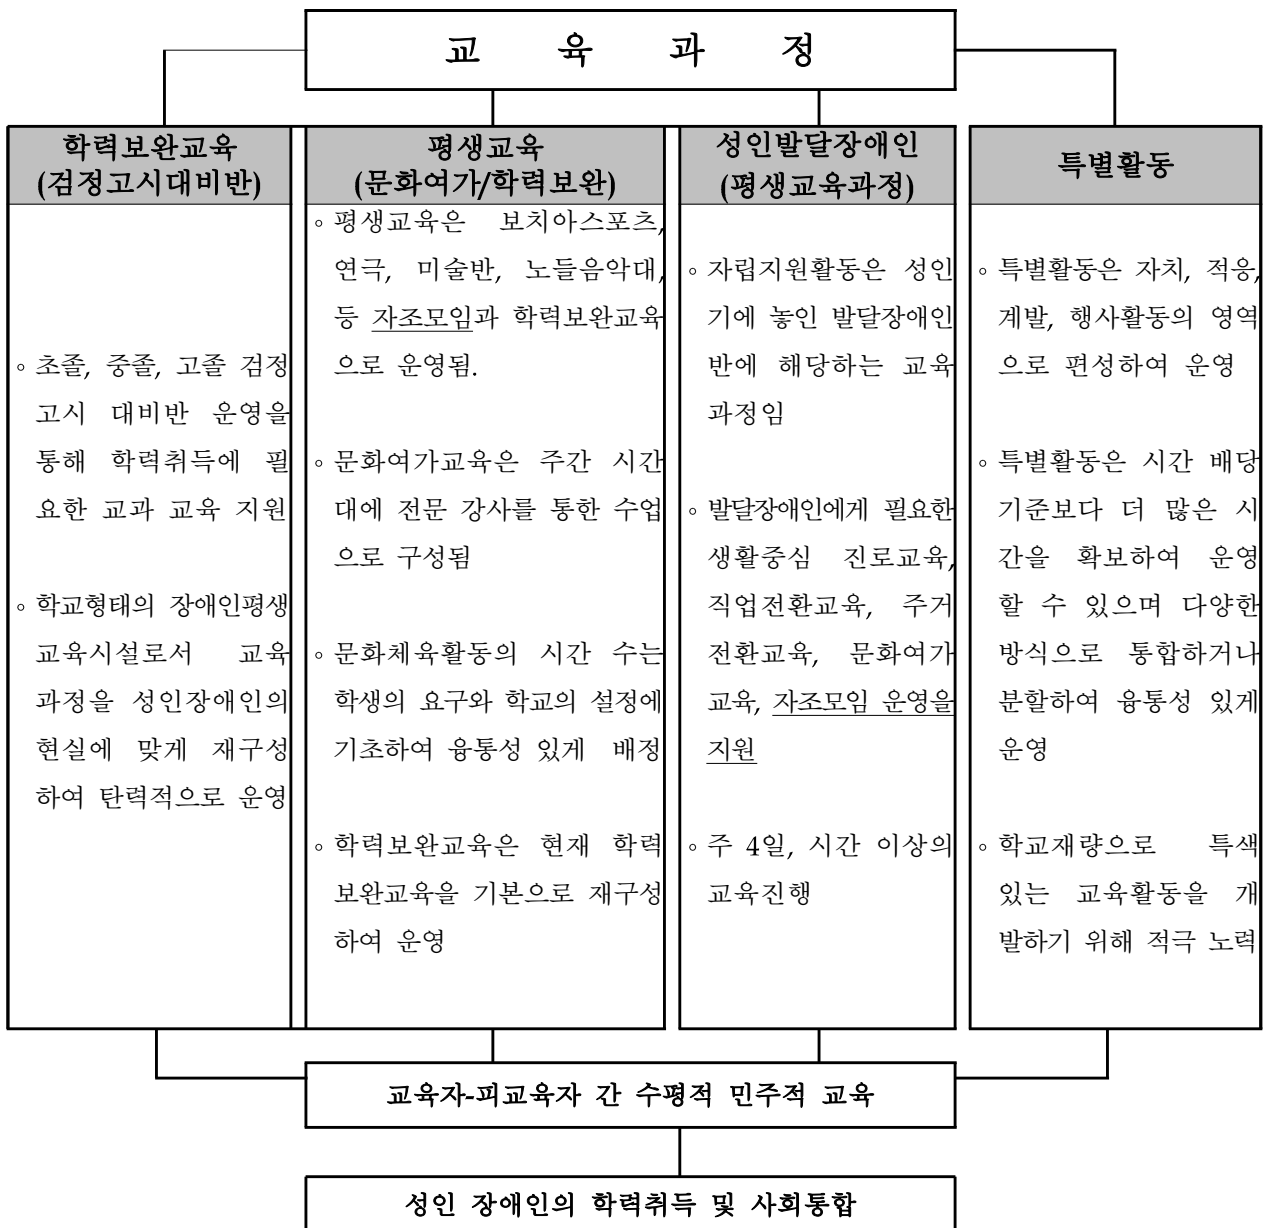 교 육 과 정
학력보완교육
(검정고시대비반)
◦ 초졸, 중졸, 고졸 검정
고시 대비반 운영을
통해 학력취득에 필
요한 교과 교육 지원
◦ 학교형태의 장애인평생
교육시설로서 교육
과정을 성인장애인의
현실에 맞게 재구성
하여 탄력적으로 운영
평생교육
(문화여가/학력보완)
◦ 평생교육은 보치아스포츠,
연극, 미술반, 노들음악대,
등 자조모임과 학력보완교육
으로 운영됨.
◦ 문화여가교육은 주간 시간
대에 전문 강사를 통한 수업
으로 구성됨
◦ 문화체육활동의 시간 수는
학생의 요구와 학교의 설정에
기초하여 융통성 있게 배정
◦ 학력보완교육은 현재 학력
보완교육을 기본으로 재구성
하여 운영
성인발달장애인
(평생교육과정)
◦ 자립지원활동은 성인
기에 놓인 발달장애인
반에 해당하는 교육
과정임
◦ 발달장애인에게 필요한
생활중심 진로교육,
직업전환교육, 주거
전환교육, 문화여가
교육, 자조모임 운영을
지원
◦ 주 4일, 시간 이상의
교육진행
특별활동
◦ 특별활동은 자치, 적응,
계발, 행사활동의 영역
으로 편성하여 운영
◦ 특별활동은 시간 배당
기준보다 더 많은 시
간을 확보하여 운영
할 수 있으며 다양한
방식으로 통합하거나
분할하여 융통성 있게
운영
◦ 학교재량으로 특색
있는 교육활동을 개
발하기 위해 적극 노력
교육자-피교육자 간 수평적 민주적 교육
성인 장애인의 학력취득 및 사회통합